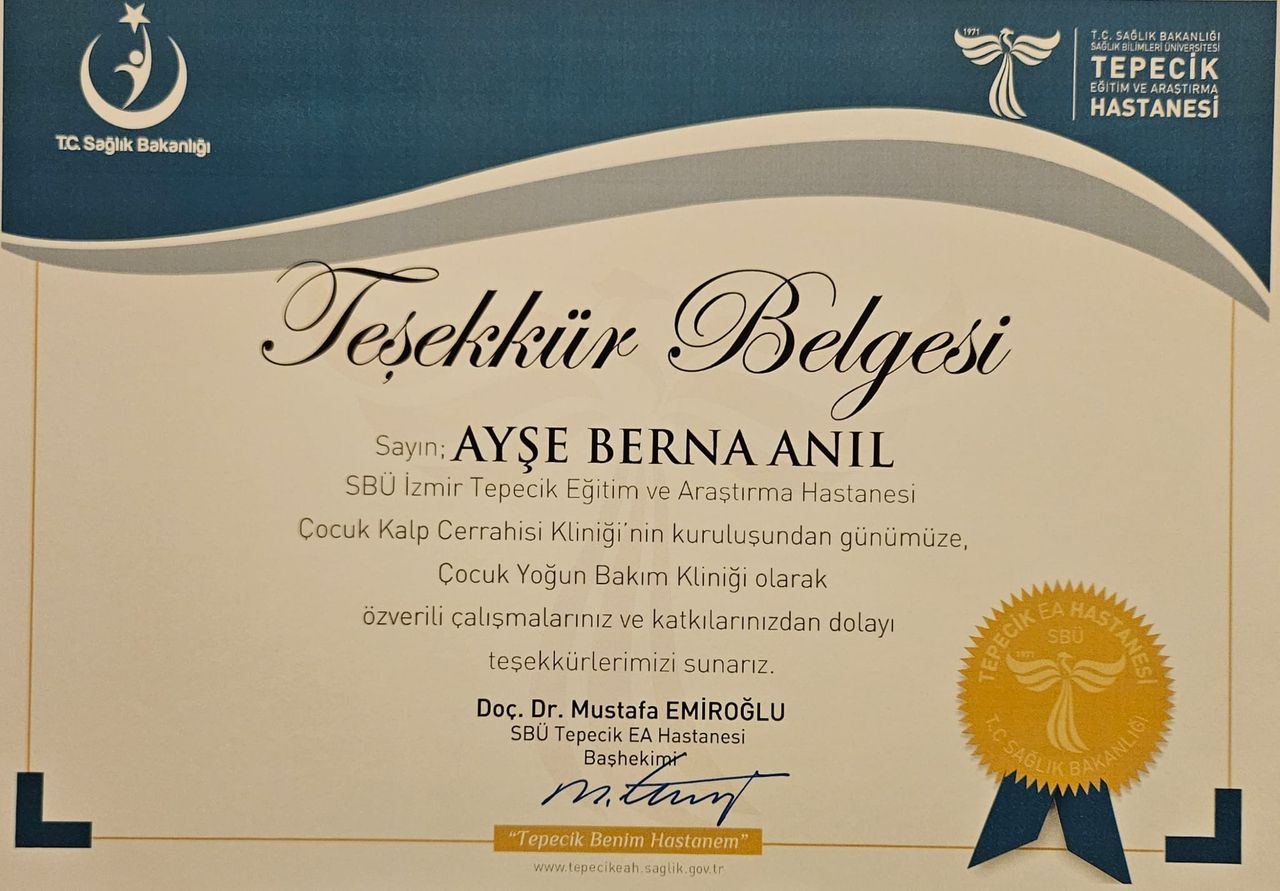 T.C. Sağlık Bakanlığı
1971
T.C. SAĞLIK BAKANLIĞI
SAĞLIK BİLİMLERİ ÜNİVERSİTESİ
TEPECİK
EĞİTİM VE ARAŞTIRMA
HASTANESİ
Teşekkür Belgesi
Sayın; AYŞE BERNA ANIL
SBÜ İzmir Tepecik Eğitim ve Araştırma Hastanesi
Çocuk Kalp Cerrahisi Kliniği'nin kuruluşundan günümüze,
Çocuk Yoğun Bakım Kliniği olarak
özverili çalışmalarınız ve katkılarınızdan dolayı
teşekkürlerimizi sunarız.
Doç. Dr. Mustafa EMİROĞLU
SBÜ Tepecik EA Hastanesi
Başhekimi
TEPECİK EA HASTANESİ
SBÜ
1971
T.C SAĞLIK BAKANLIĞI
"Tepecik Benim Hastanem"
www.tepecikeah.saglik.gov.tr